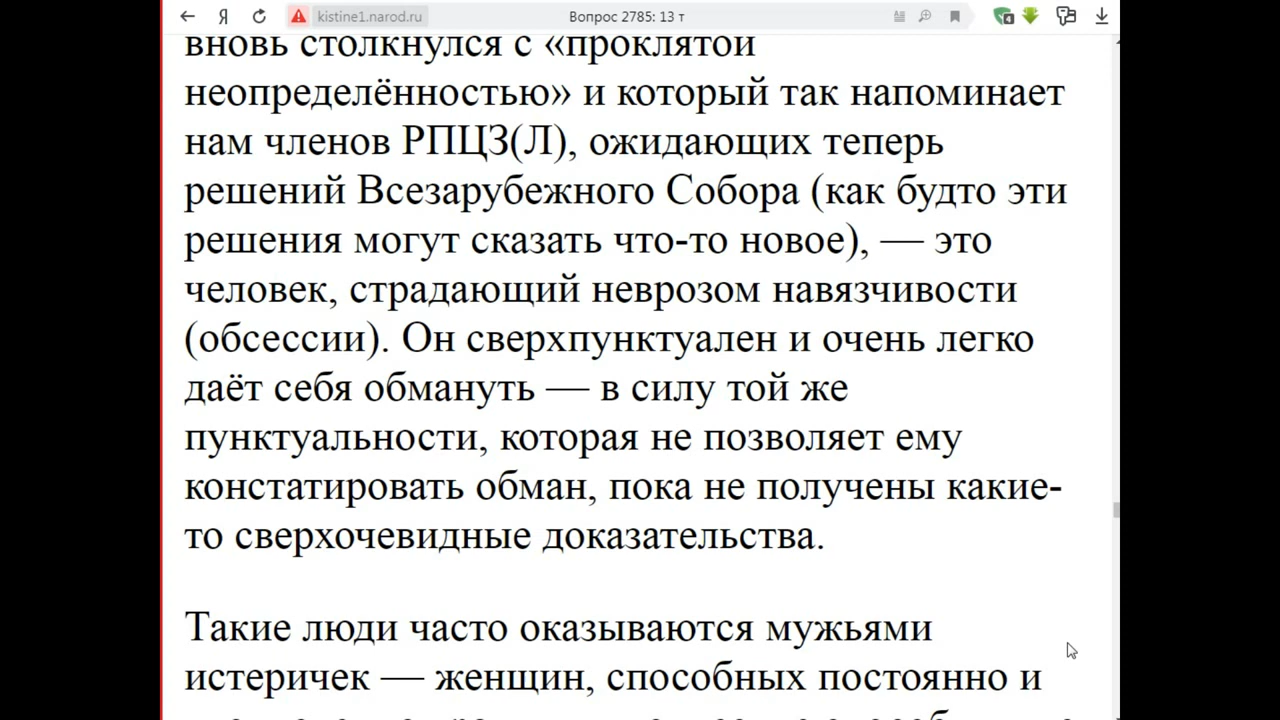 kistine1.narod.ru
Вопрос 2785: 13 т
вновь столкнулся с «проклятой
неопределённостью» и который так напоминает
нам членов РПЦЗ(Л), ожидающих теперь
решений Всезарубежного Собора (как будто эти
решения могут сказать что-то новое), — это
человек, страдающий неврозом навязчивости
(обсессии). Он сверхпунктуален и очень легко
даёт себя обмануть — в силу той же
пунктуальности, которая не позволяет ему
констатировать обман, пока не получены какие-
то сверхочевидные доказательства.
Такие люди часто оказываются мужьями
истеричек — женщин, способных постоянно и